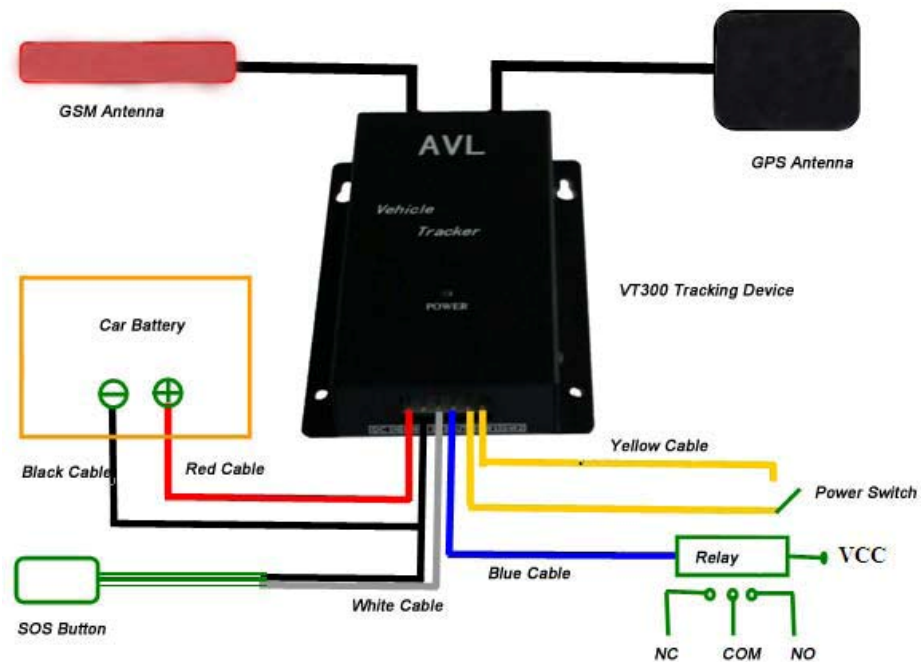 GSM Antenna
GPS Antenna
AVL
Vehicle
Tracker
POWER
VT300 Tracking Device
Car Battery
Black Cable
Red Cable
Yellow Cable
Power Switch
Relay
VCC
Blue Cable
White Cable
SOS Button
NC
COM
NO